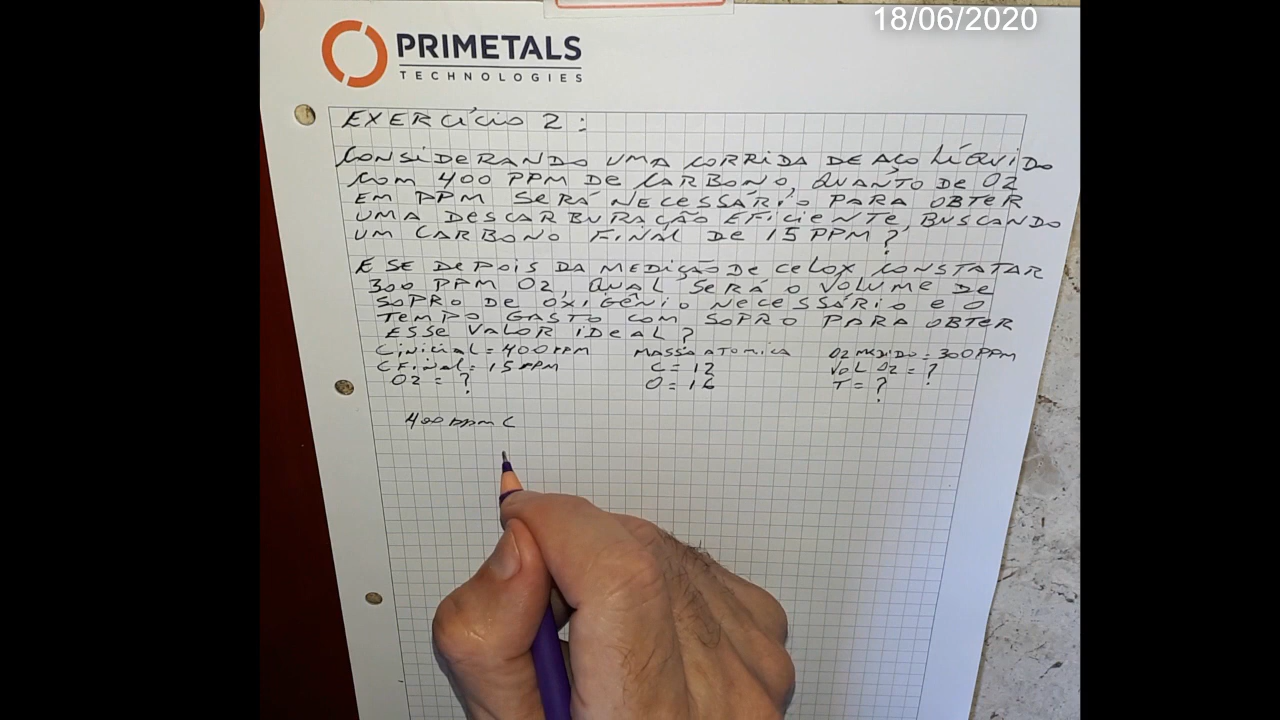 18/06/2020
PRIMETALS
TECHNOLOGIES
EXERCÍCIO 2:
CONSIDERANDO UMA CORRIDA DE AÇO LÍQUIDO
COM 400 PPM DE CARBONO, QUANTO DE O2
EM PPM SERÁ NECESSÁRIO PARA OBTER
UMA DESCARBURAÇÃO EFICIENTE, BUSCANDO
UM CARBONO FINAL DE 15 PPM?
E SE DEPOIS DA MEDIÇÃO DE CELOX CONSTATAR
300 PPM O2, QUAL SERÁ O VOLUME DE
SOPRO DE OXIGÊNIO NECESSÁRIO E O
TEMPO GASTO COM SOPRO PARA OBTER
ESSE VALOR IDEAL?
C INICIAL = 400 PPM MASSA ATOMICA O2 MEDIDO = 300 PPM
C FINAL = 15 PPM C = 12 VOL O2 = ?
O2 = ? O = 16 T = ?
400 ppm C